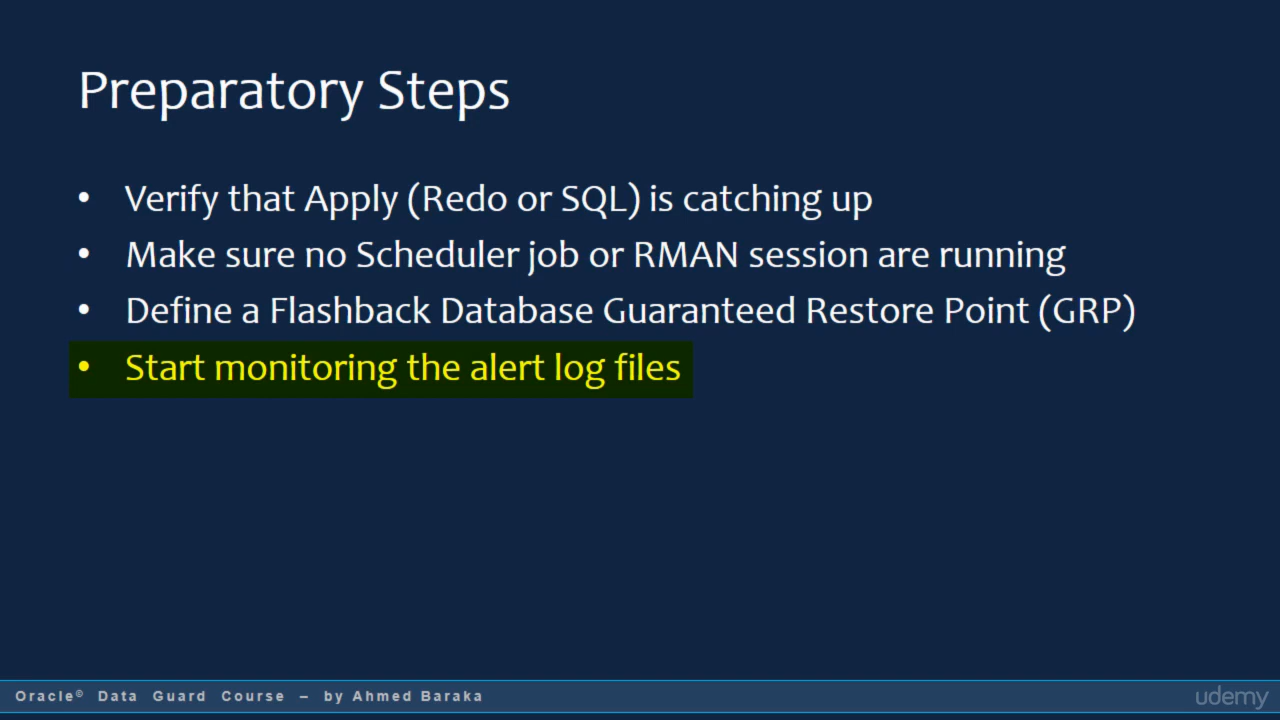 Preparatory Steps
• Verify that Apply (Redo or SQL) is catching up
• Make sure no Scheduler job or RMAN session are running
• Define a Flashback Database Guaranteed Restore Point (GRP)
• Start monitoring the alert log files
Oracle® Data Guard Course – by Ahmed Baraka
udemy